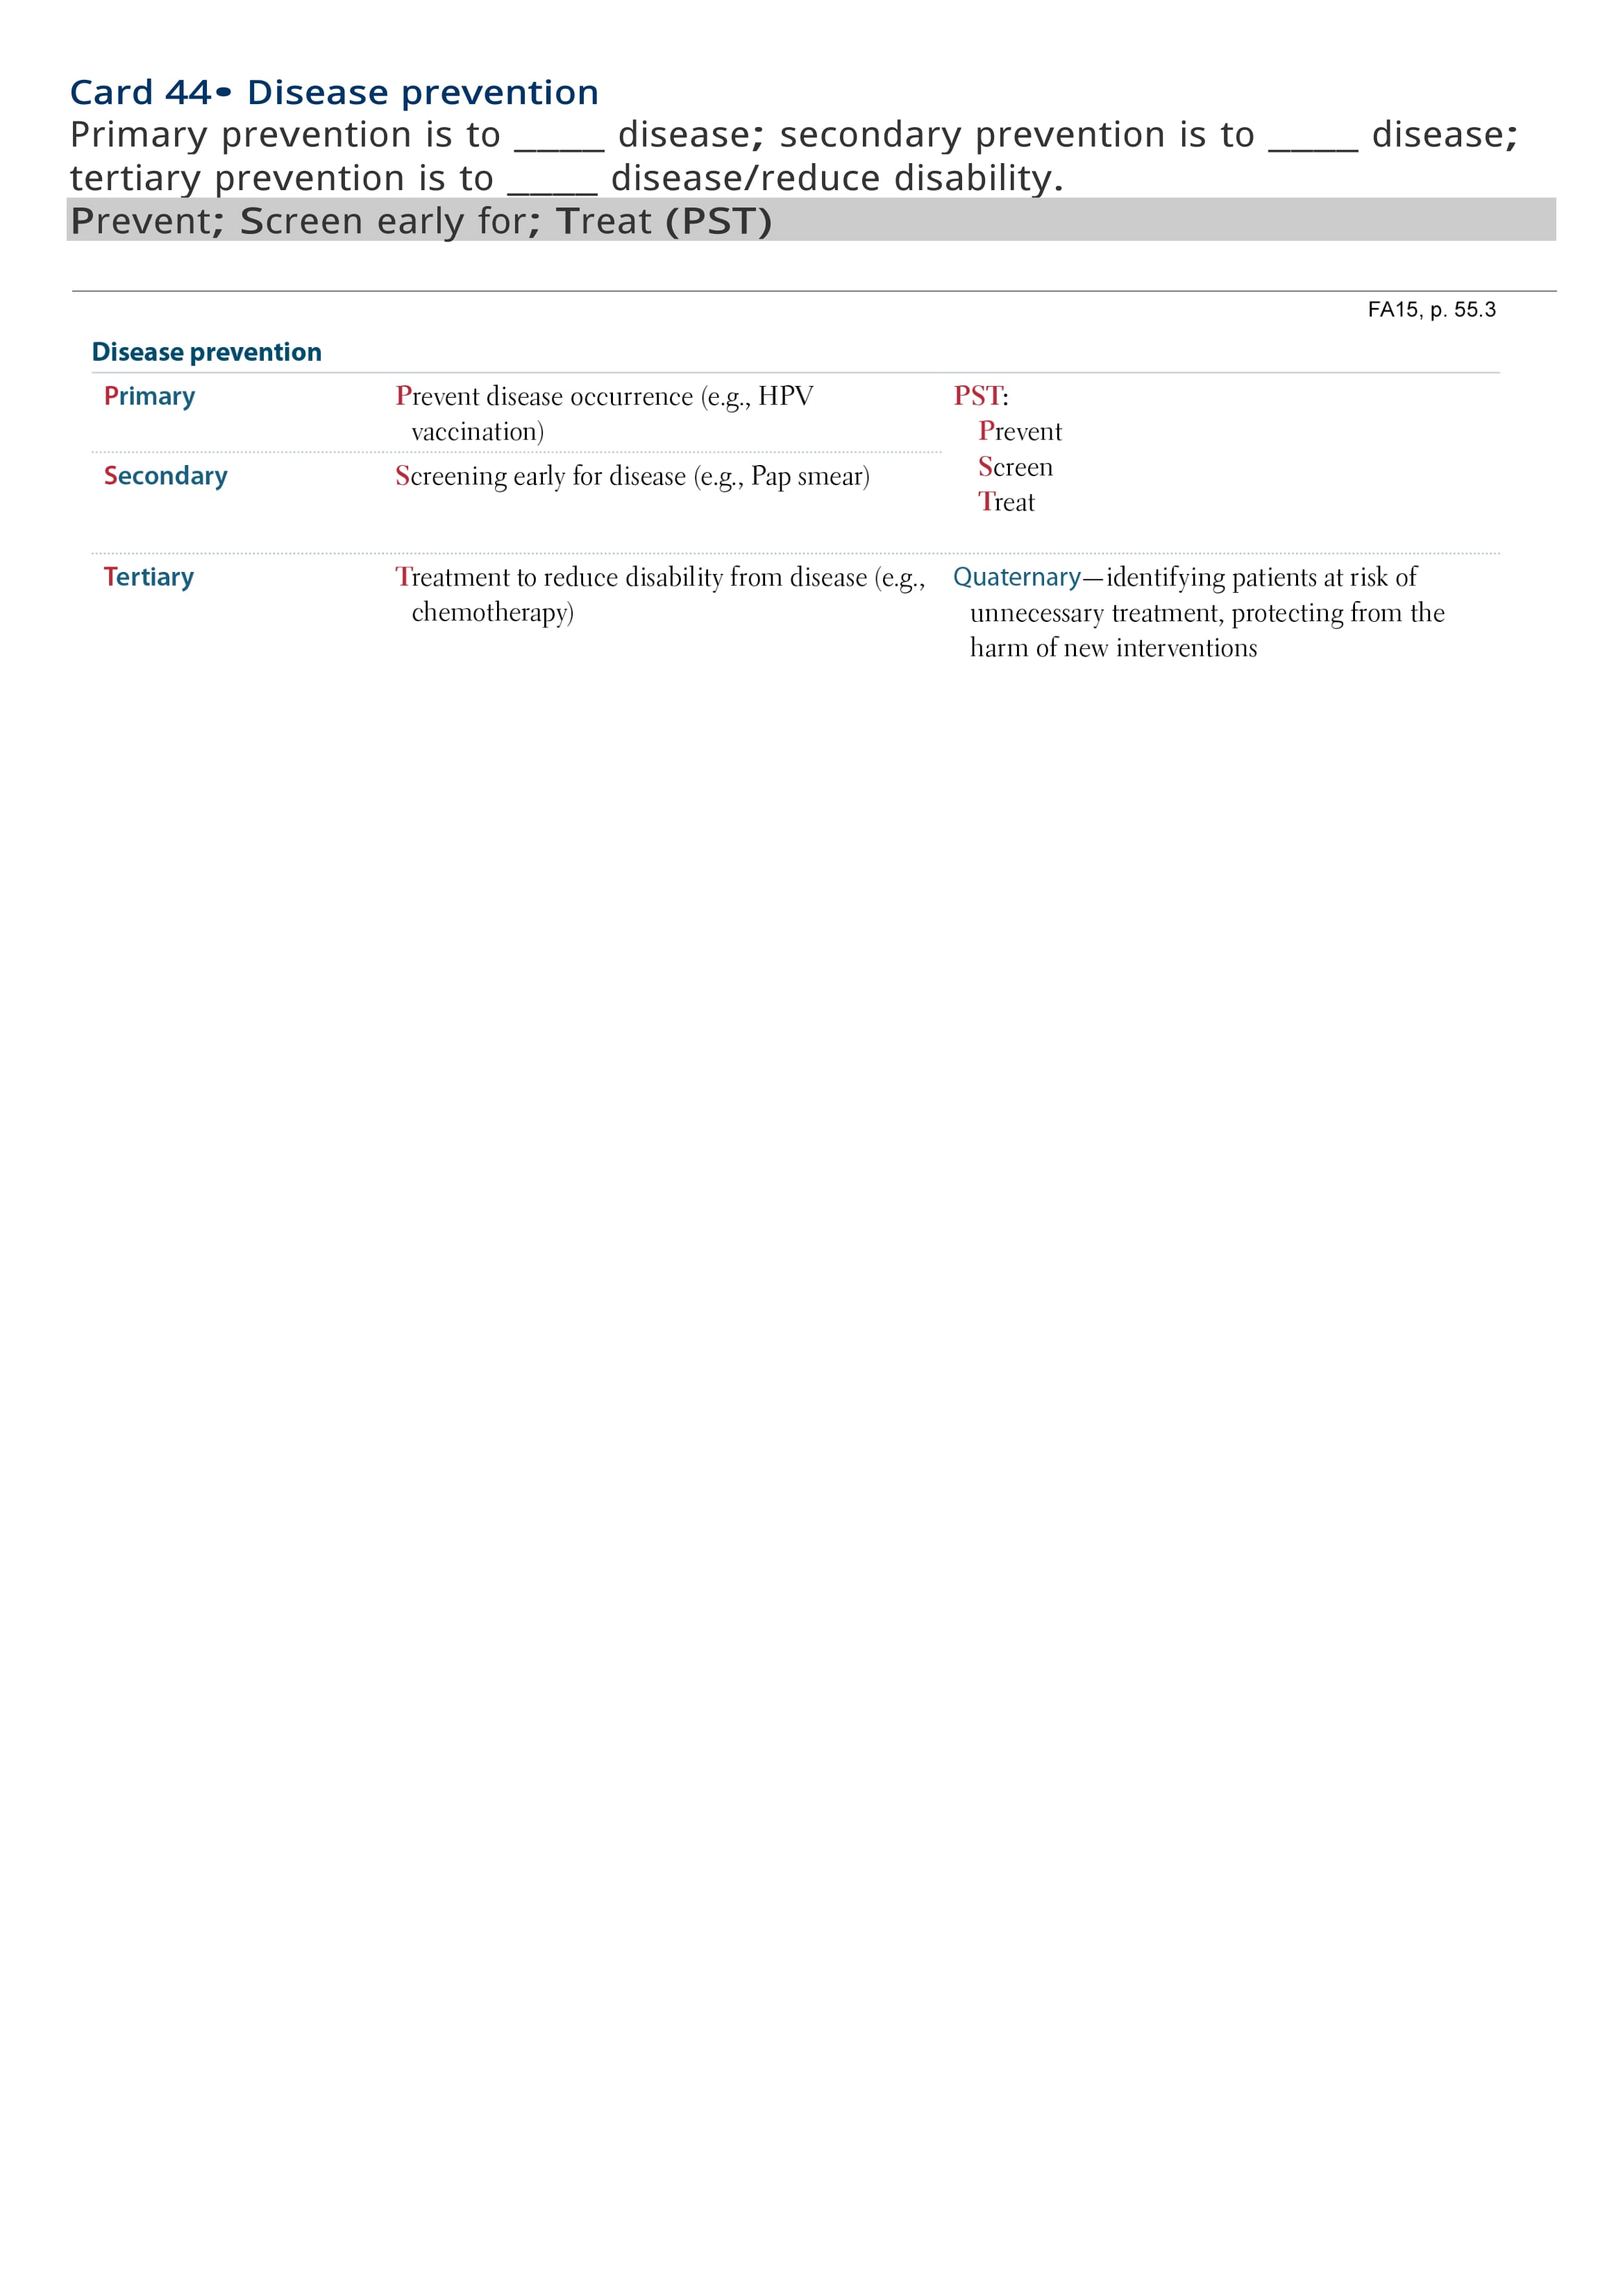 Card 44• Disease prevention
Primary prevention is to ____ disease; secondary prevention is to ____ disease;
tertiary prevention is to ____ disease/reduce disability.
Prevent; Screen early for; Treat (PST)
FA15, p. 55.3
Disease prevention
Primary
Prevent disease occurrence (e.g., HPV
vaccination)
PST:
Prevent
Screen
Treat
Secondary
Screening early for disease (e.g., Pap smear)
Tertiary
Treatment to reduce disability from disease (e.g.,
chemotherapy)
Quaternary—identifying patients at risk of
unnecessary treatment, protecting from the
harm of new interventions